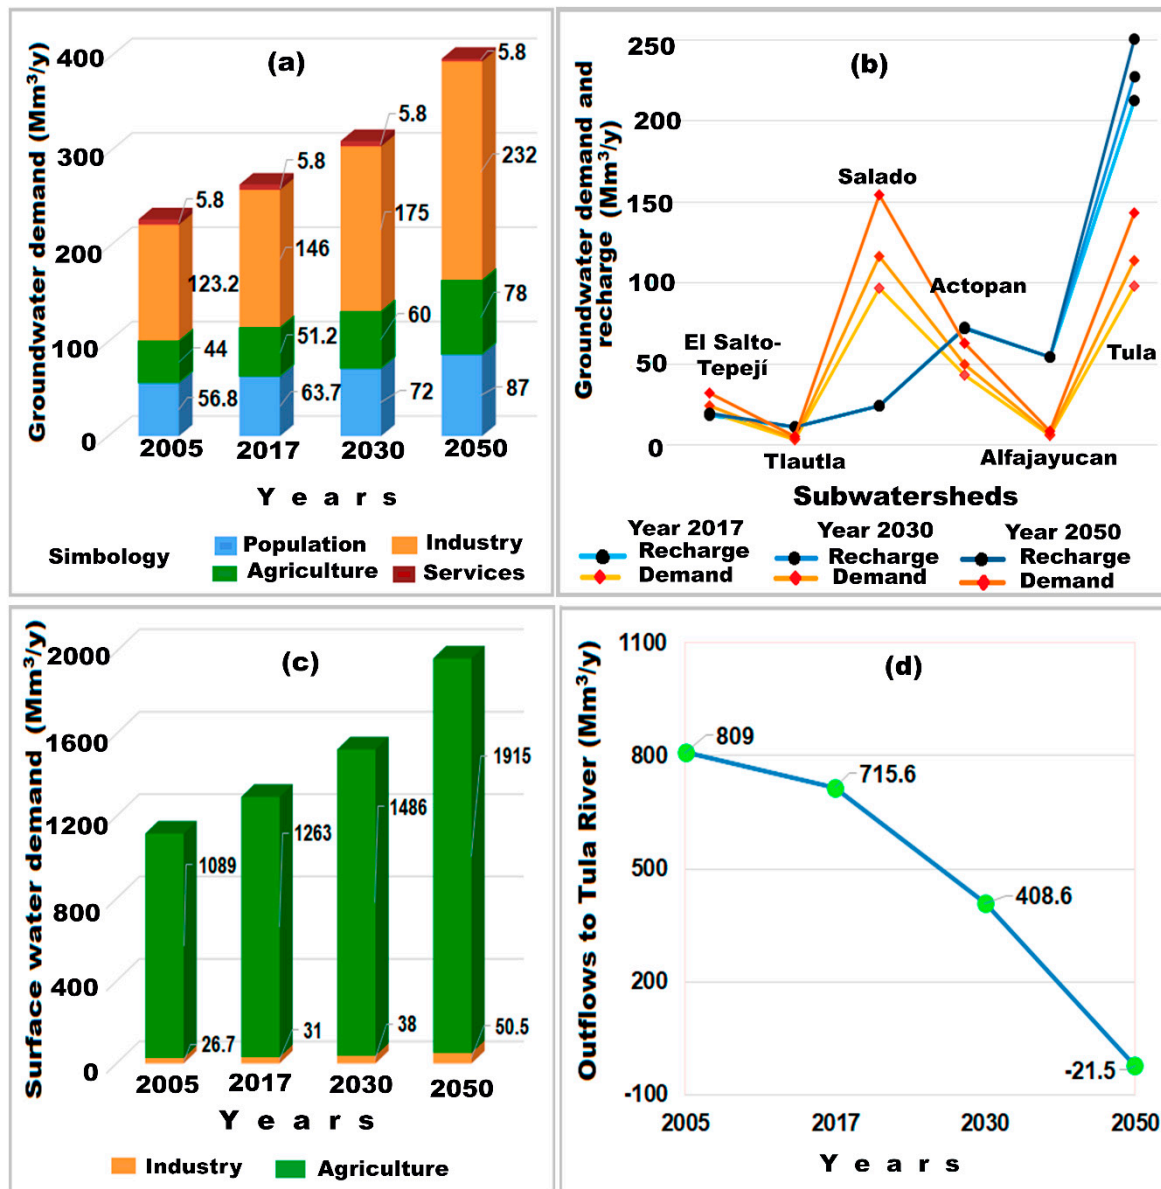 (a)
Groundwater demand (Mm³/y)
400
300
200
100
0
5.8
123.2
44
56.8
5.8
146
51.2
63.7
5.8
175
60
72
5.8
232
78
87
2005 2017 2030 2050
Years
Simbology
Population
Industry
Agriculture
Services
(b)
Groundwater demand and
recharge (Mm³/y)
250
200
150
100
50
0
El Salto-
Tepejí
Tlautla
Salado
Actopan
Alfajayucan
Tula
Subwatersheds
Year 2017 Year 2030 Year 2050
Recharge Recharge Recharge
Demand Demand Demand
(c)
Surface water demand (Mm³/y)
2000
1600
1200
800
400
0
1089
26.7
1263
31
1486
38
1915
50.5
2005 2017 2030 2050
Years
Industry Agriculture
(d)
Outflows to Tula River (Mm³/y)
1100
800
500
200
-100
809
715.6
408.6
-21.5
2005 2017 2030 2050
Years